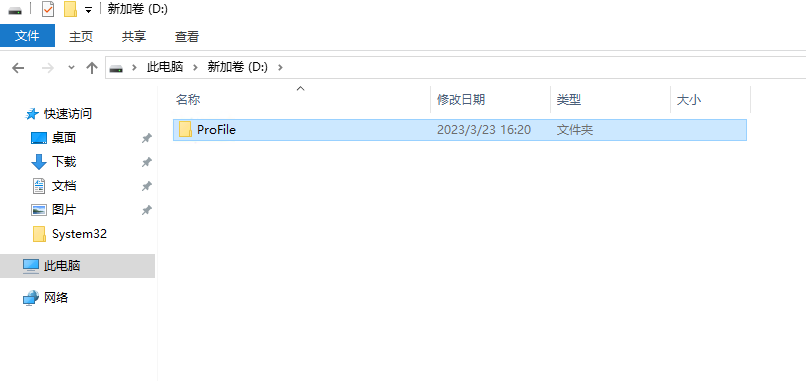 新加卷 (D:)
文件 主页 共享 查看
此电脑 新加卷 (D:)
名称 修改日期 类型 大小
快速访问
ProFile 2023/3/23 16:20 文件夹
桌面
下载
文档
图片
System32
此电脑
网络